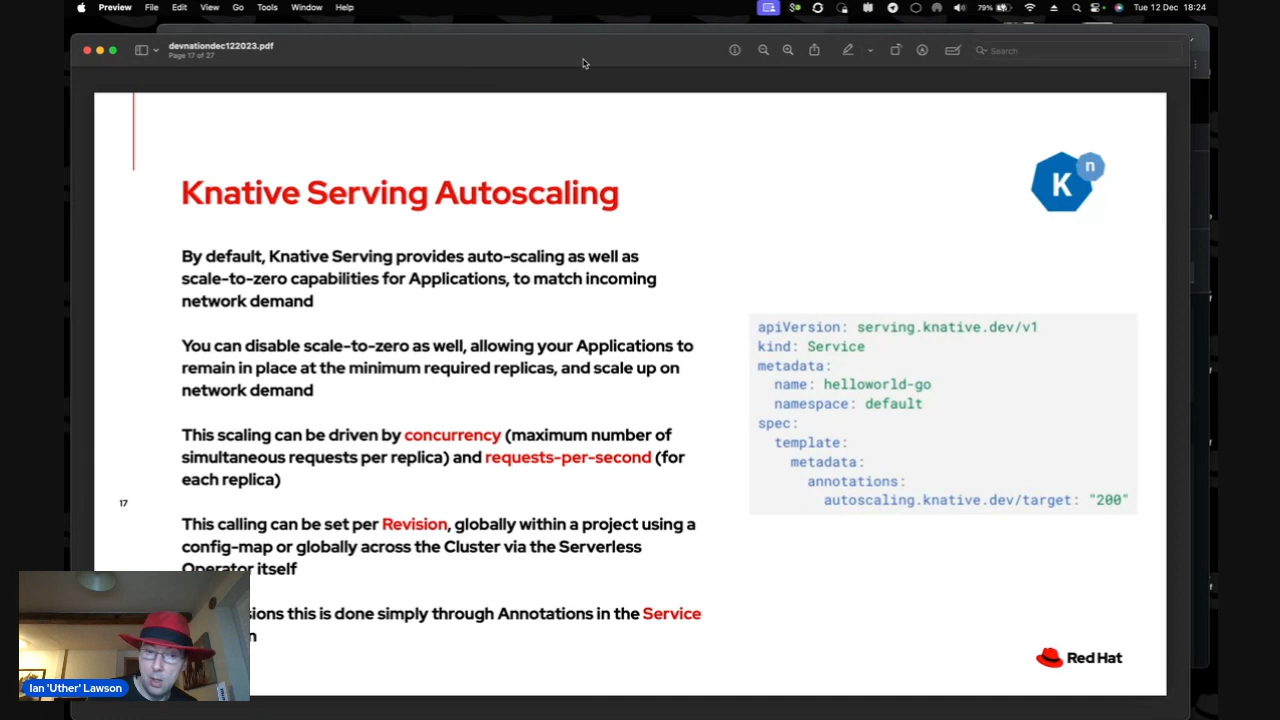 Preview File Edit View Go Tools Window Help
79%
Tue 12 Dec 18:24
devnationdec122023.pdf
Page 17 of 27
Search
K
n
Knative Serving Autoscaling
By default, Knative Serving provides auto-scaling as well as
scale-to-zero capabilities for Applications, to match incoming
network demand
You can disable scale-to-zero as well, allowing your Applications to
remain in place at the minimum required replicas, and scale up on
network demand
This scaling can be driven by concurrency (maximum number of
simultaneous requests per replica) and requests-per-second (for
each replica)
This calling can be set per Revision, globally within a project using a
config-map or globally across the Cluster via the Serverless
Operator itself
sions this is done simply through Annotations in the Service
n
apiVersion: serving.knative.dev/v1
kind: Service
metadata:
name: helloworld-go
namespace: default
spec:
template:
metadata:
annotations:
autoscaling.knative.dev/target: "200"
17
Red Hat
Ian 'Uther' Lawson